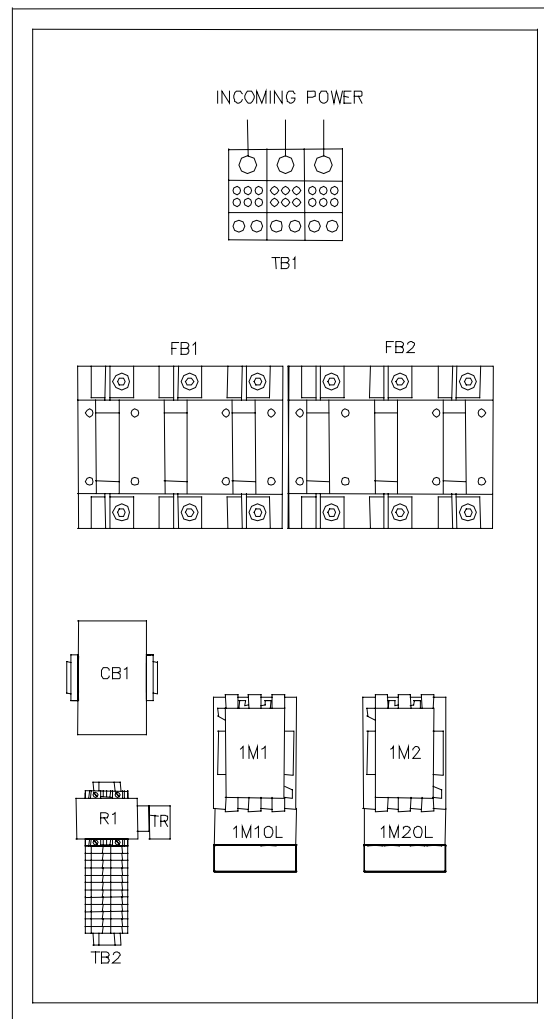 INCOMING POWER
TB1
FB1 FB2
CB1
1M1 1M2
R1 TR
1M1OL 1M2OL
TB2